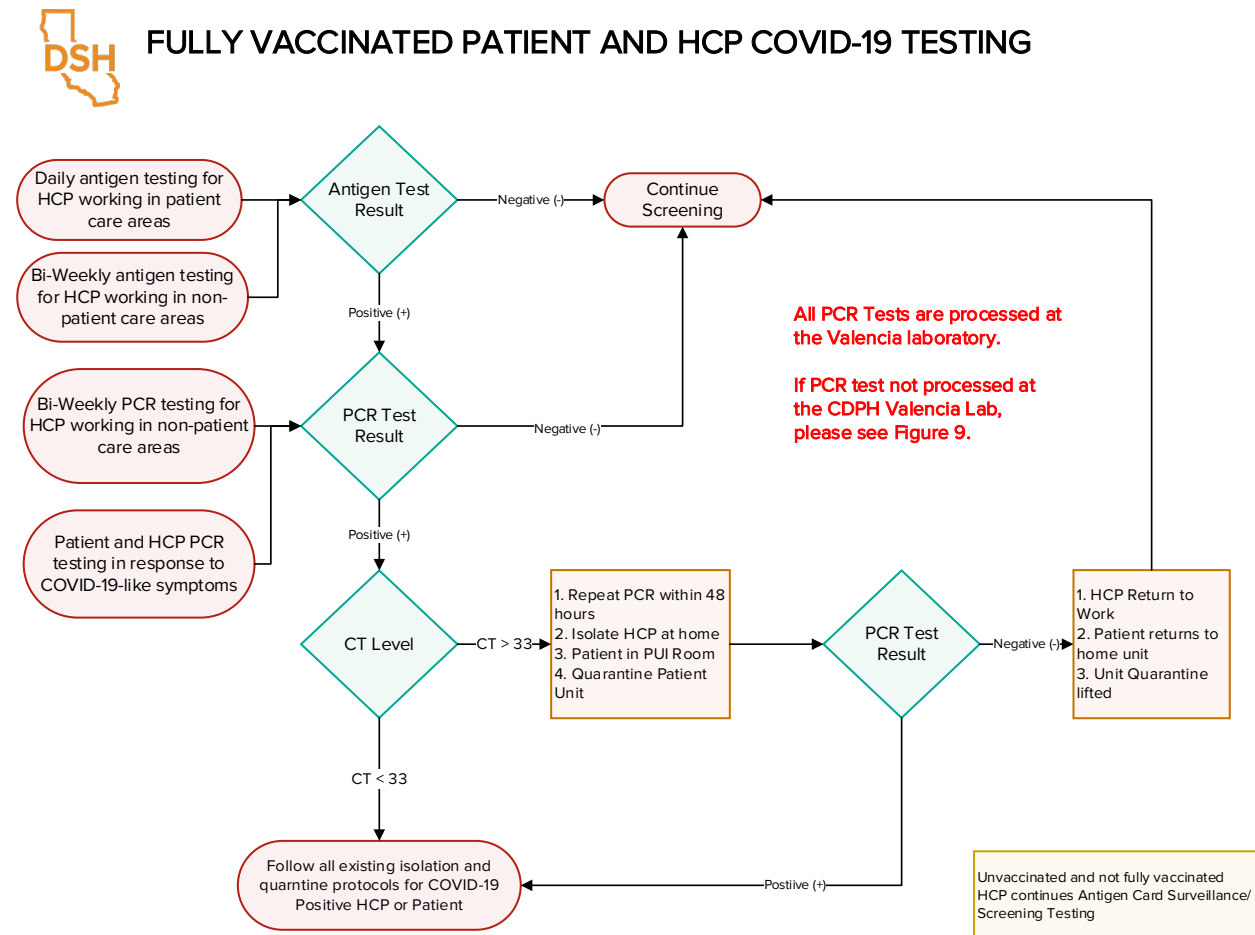 DSH
FULLY VACCINATED PATIENT AND HCP COVID-19 TESTING
Daily antigen testing for
HCP working in patient
care areas
Antigen Test
Result
Negative (-)
Continue
Screening
Bi-Weekly antigen testing
for HCP working in non-
patient care areas
Positive (+)
All PCR Tests are processed at
the Valencia laboratory.
If PCR test not processed at
the CDPH Valencia Lab,
please see Figure 9.
Bi-Weekly PCR testing for
HCP working in non-patient
care areas
PCR Test
Result
Negative (-)
Positive (+)
Patient and HCP PCR
testing in response to
COVID-19-like symptoms
CT Level
CT > 33
1. Repeat PCR within 48
hours
2. Isolate HCP at home
3. Patient in PUI Room
4. Quarantine Patient
Unit
PCR Test
Result
Negative (-)
1. HCP Return to
Work
2. Patient returns to
home unit
3. Unit Quarantine
lifted
CT < 33
Follow all existing isolation and
quarntine protocols for COVID-19
Positive HCP or Patient
Postiive (+)
Unvaccinated and not fully vaccinated
HCP continues Antigen Card Surveillance/
Screening Testing